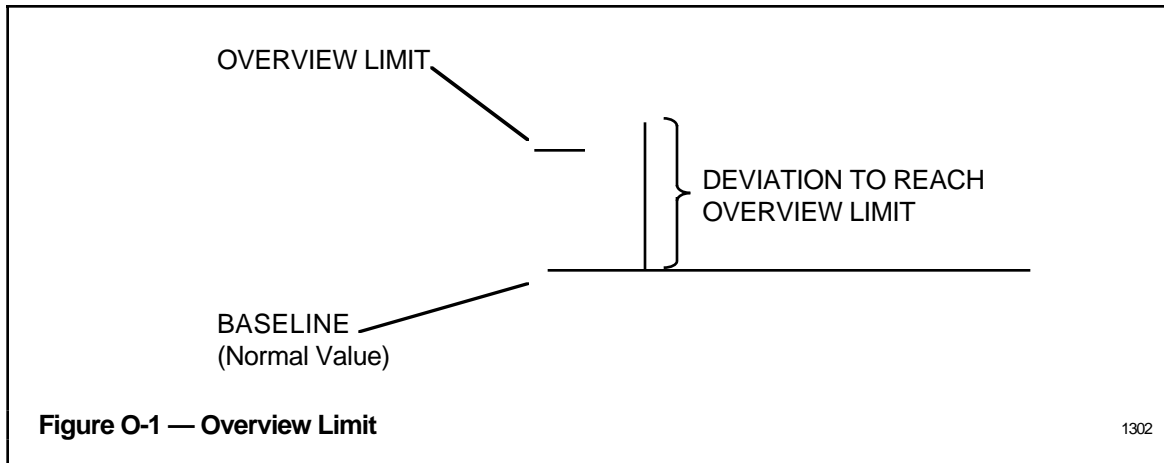 OVERVIEW LIMIT
DEVIATION TO REACH
OVERVIEW LIMIT
BASELINE
(Normal Value)
Figure O-1 — Overview Limit
1302